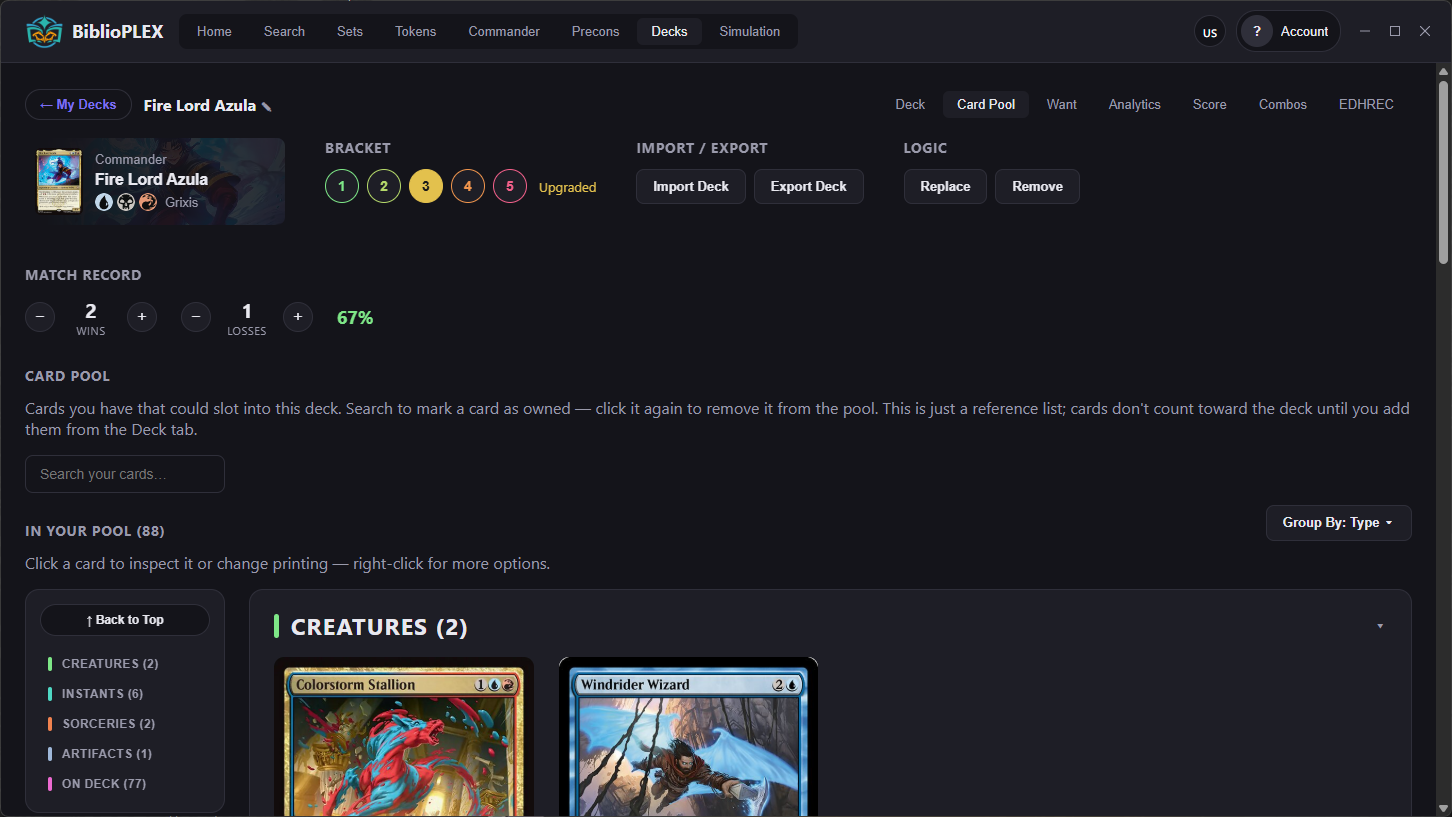 BiblioPLEX
Home Search Sets Tokens Commander Precons Decks Simulation
US ? Account
← My Decks Fire Lord Azula
Deck Card Pool Want Analytics Score Combos EDHREC
Commander
Fire Lord Azula
Grixis
BRACKET
1 2 3 4 5 Upgraded
IMPORT / EXPORT
Import Deck Export Deck
LOGIC
Replace Remove
MATCH RECORD
− 2 + − 1 + 67%
WINS LOSSES
CARD POOL
Cards you have that could slot into this deck. Search to mark a card as owned — click it again to remove it from the pool. This is just a reference list; cards don't count toward the deck until you add
them from the Deck tab.
Search your cards…
IN YOUR POOL (88)
Group By: Type
Click a card to inspect it or change printing — right-click for more options.
↑ Back to Top
CREATURES (2)
INSTANTS (6)
SORCERIES (2)
ARTIFACTS (1)
ON DECK (77)
CREATURES (2)
Colorstorm Stallion 1
Windrider Wizard 2